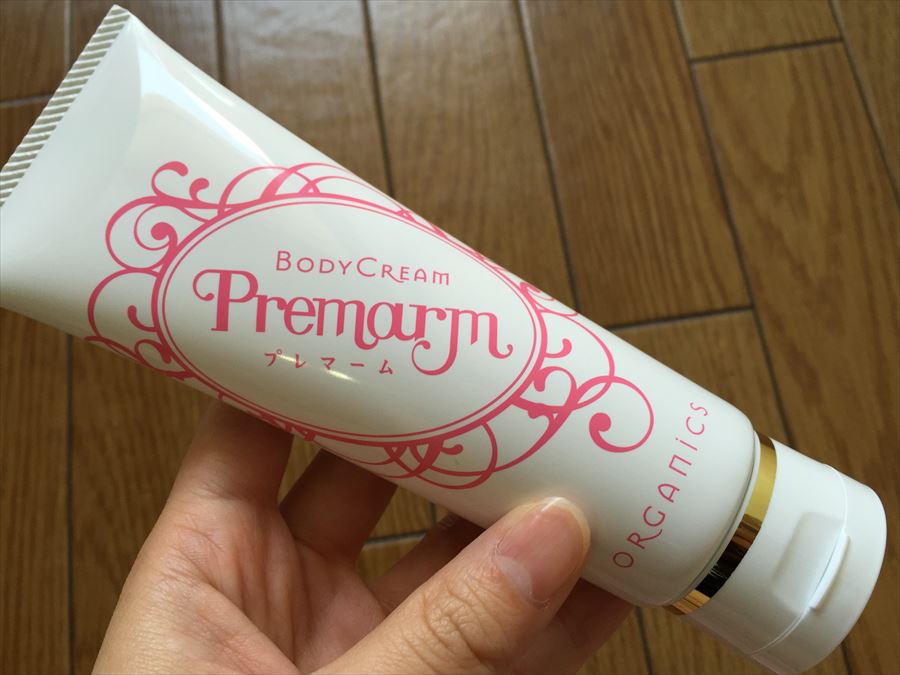 BODYCREAM
Premarm
プレマーム
ORGANICS